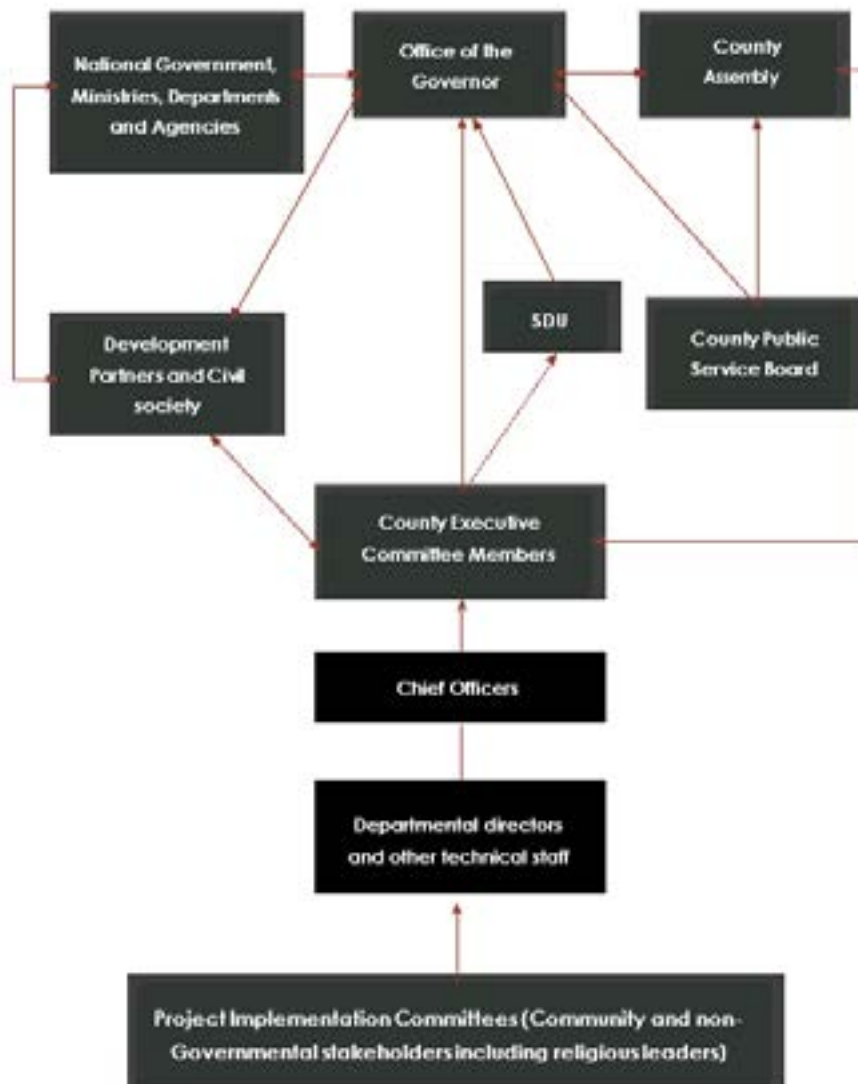 National Government,
Ministries, Departments
and Agencies
Office of the
Governor
County
Assembly
Development
Partners and Civil
society
SDU
County Public
Service Board
County Executive
Committee Members
Chief Officers
Departmental directors
and other technical staff
Project Implementation Committees (Community and non-
Governmental stakeholders including religious leaders)